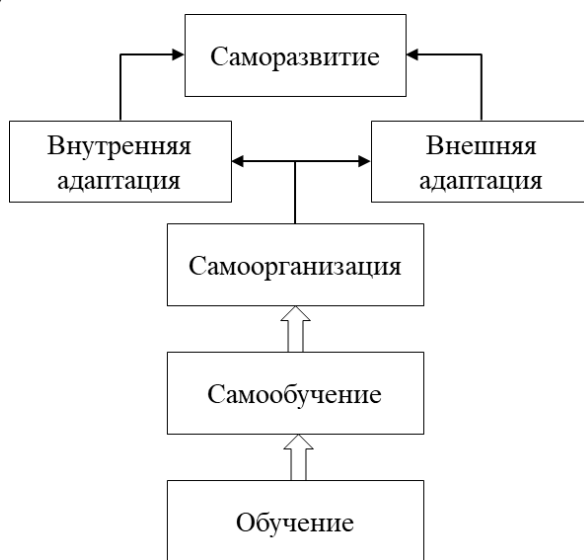 Саморазвитие
Внутренняя
адаптация
Внешняя
адаптация
Самоорганизация
Самообучение
Обучение